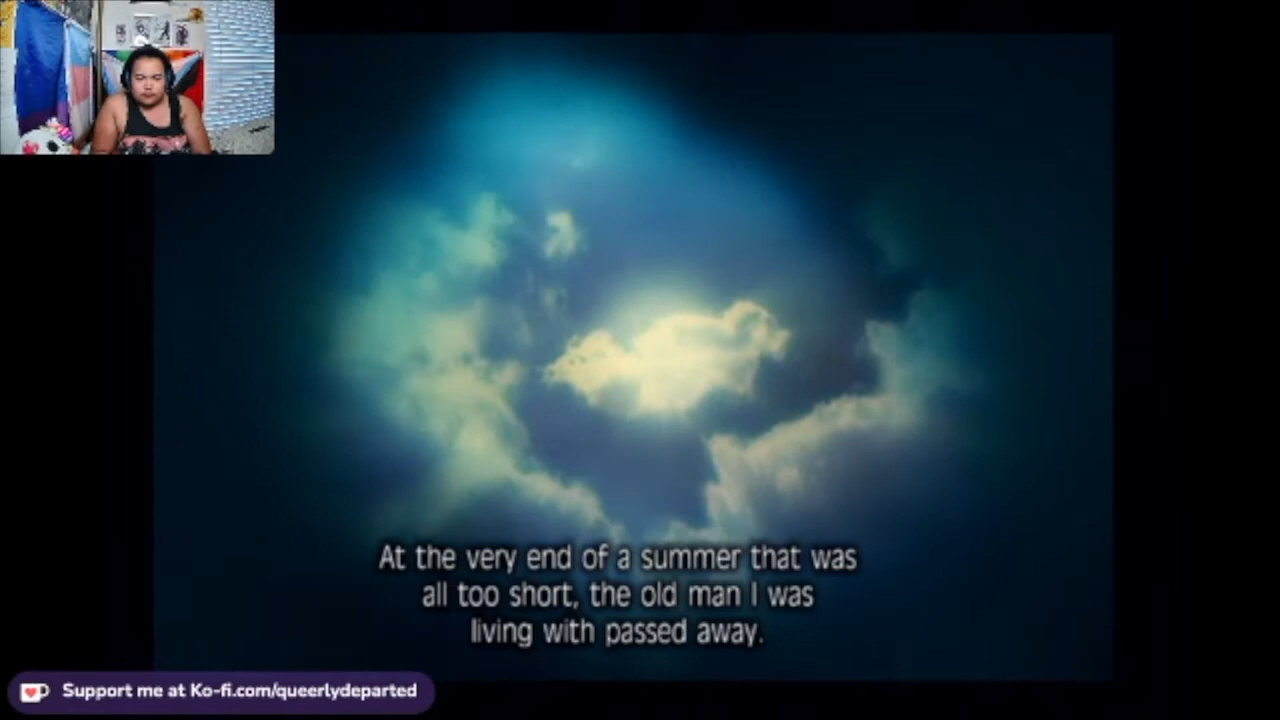 At the very end of a summer that was
all too short, the old man I was
living with passed away.
Support me at Ko-fi.com/queerlydeparted